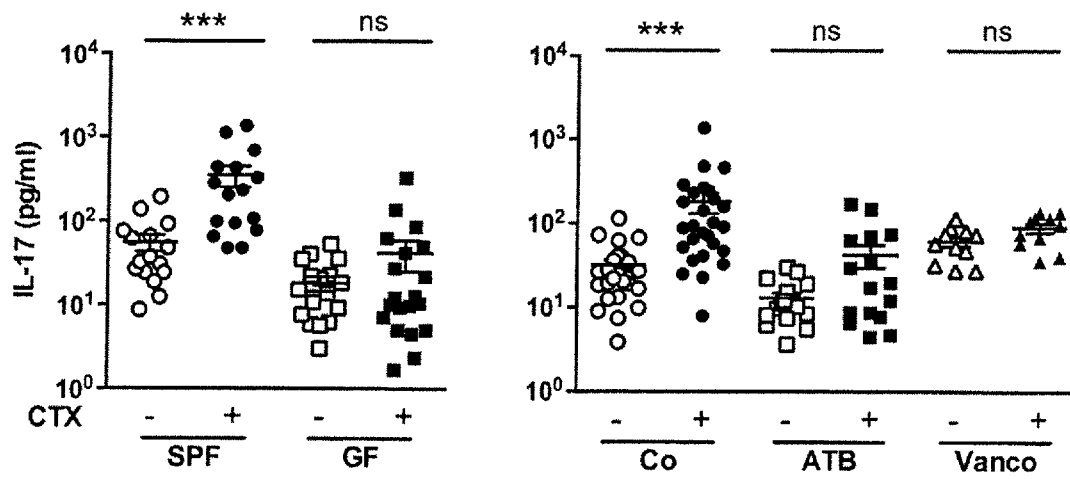 *** ns
10⁴
10³
10²
10¹
10⁰
IL-17 (pg/ml)
CTX - + - +
SPF GF
*** ns ns
10⁴
10³
10²
10¹
10⁰
- + - + - +
Co ATB Vanco